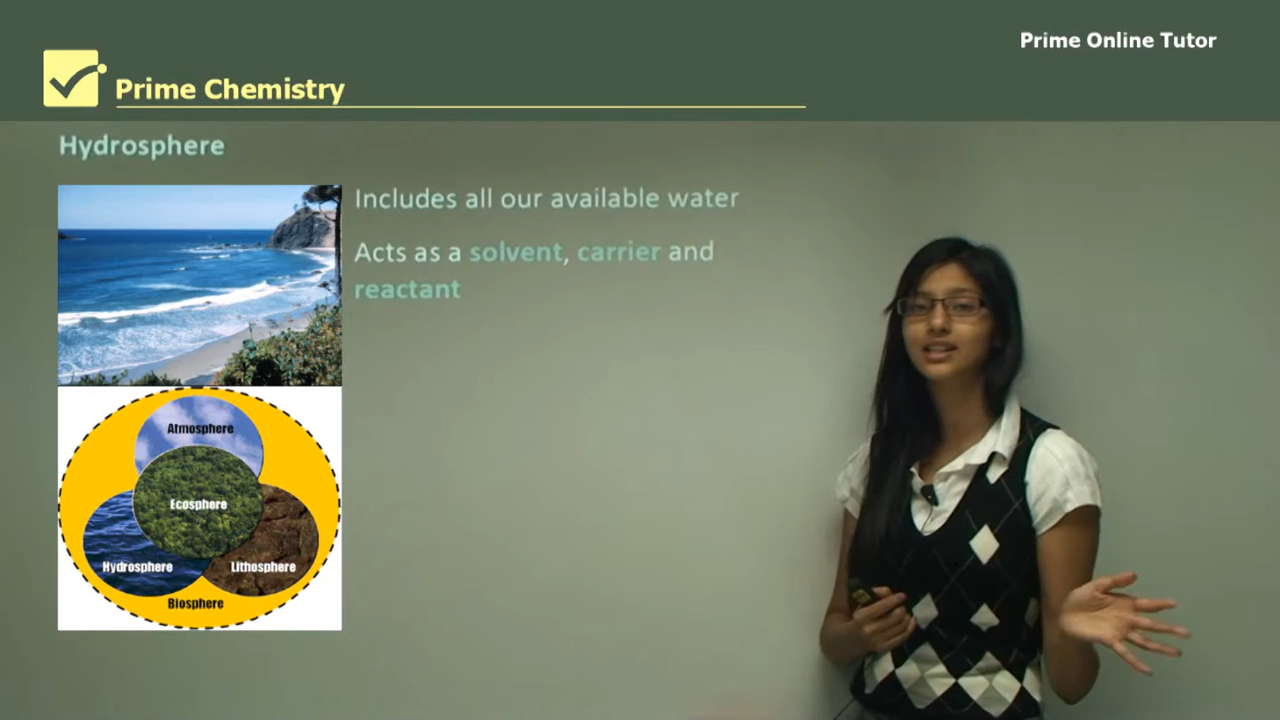 Prime Online Tutor
Prime Chemistry
Hydrosphere
Includes all our available water
Acts as a solvent, carrier and
reactant
Atmosphere
Ecosphere
Hydrosphere Lithosphere
Biosphere